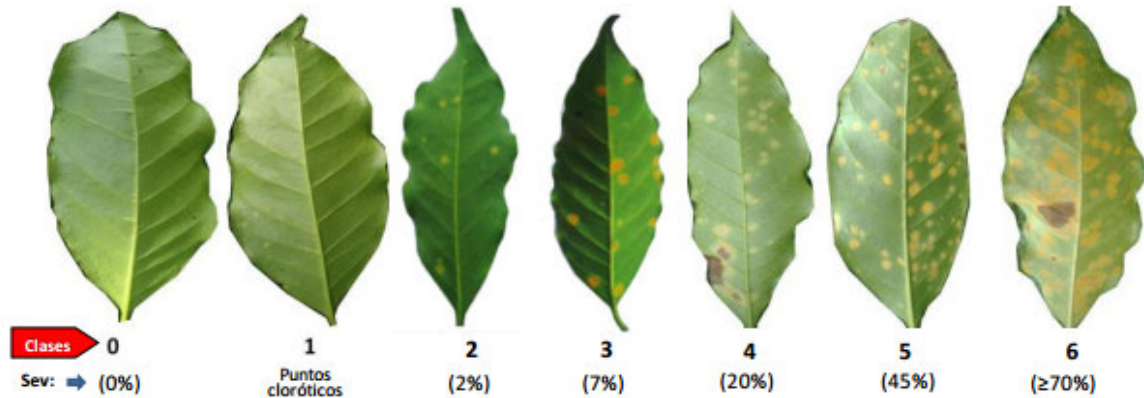 Clases 0 1 2 3 4 5 6
Sev: (0%) Puntos cloróticos (2%) (7%) (20%) (45%) (≥70%)